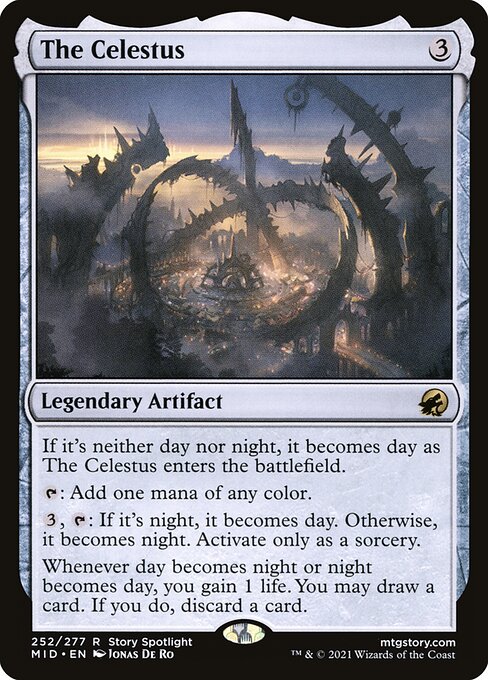 The Celestus 3
Legendary Artifact
If it's neither day nor night, it becomes day as
The Celestus enters the battlefield.
: Add one mana of any color.
3, : If it's night, it becomes day. Otherwise,
it becomes night. Activate only as a sorcery.
Whenever day becomes night or night
becomes day, you gain 1 life. You may draw a
card. If you do, discard a card.
252/277 R Story Spotlight
MID • EN Jonas De Ro
mtgstory.com
™ & © 2021 Wizards of the Coast